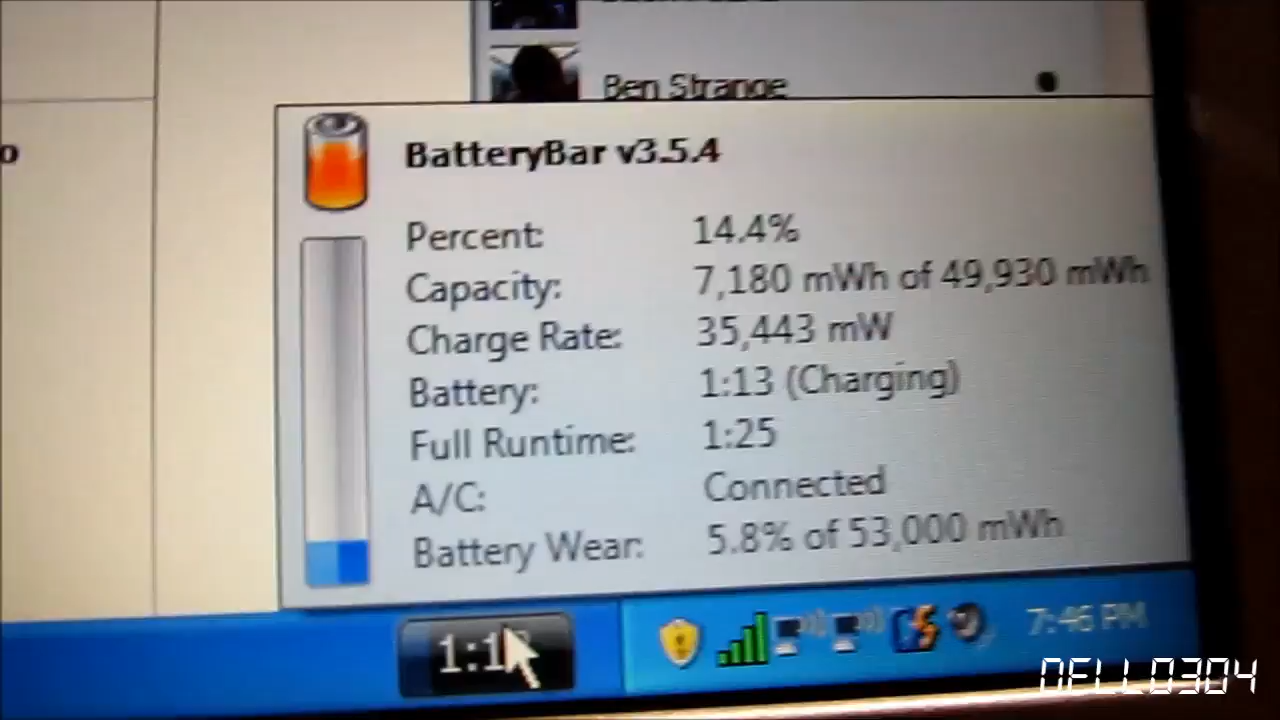 Ben Strange
o
BatteryBar v3.5.4
Percent: 14.4%
Capacity: 7,180 mWh of 49,930 mWh
Charge Rate: 35,443 mW
Battery: 1:13 (Charging)
Full Runtime: 1:25
A/C: Connected
Battery Wear: 5.8% of 53,000 mWh
7:46 PM
DELL0304